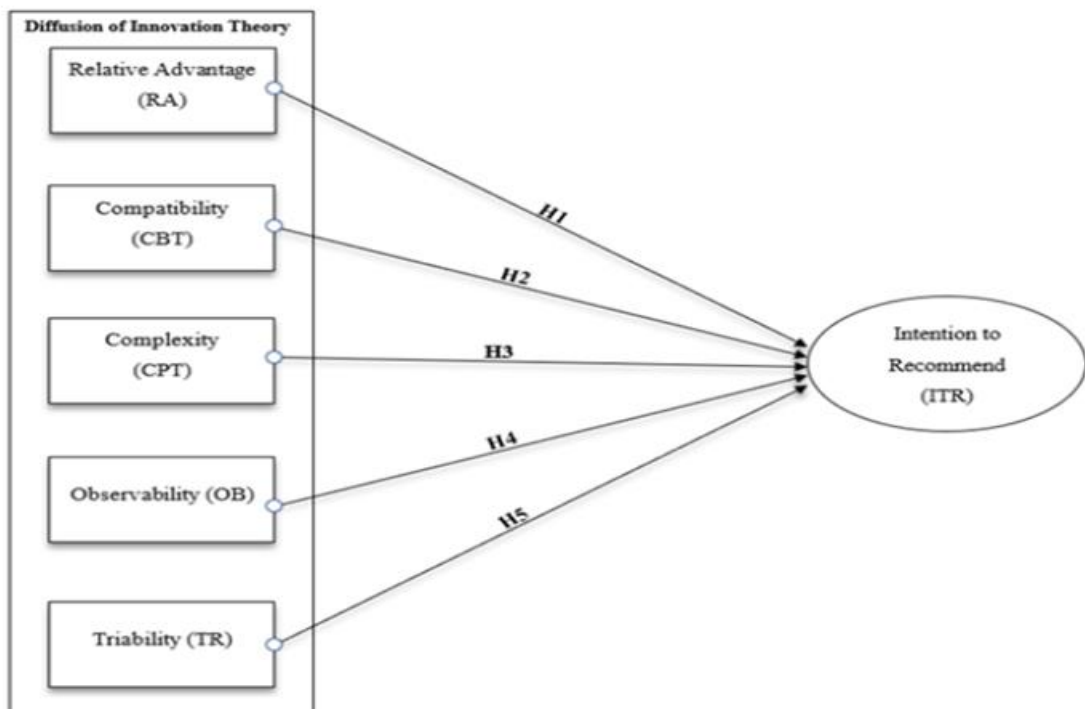 Diffusion of Innovation Theory
Relative Advantage
(RA)
H1
Compatibility
(CBT)
H2
Complexity
(CPT)
H3
Intention to
Recommend
(ITR)
Observability (OB)
H4
H5
Triability (TR)